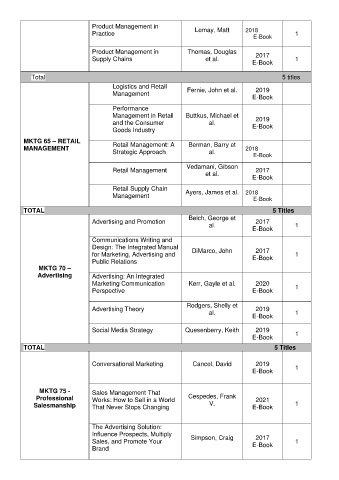 Product Management in
Practice
Lemay, Matt
2018
E-Book
1
Product Management in
Supply Chains
Thomas, Douglas
et al.
2017
E-Book
1
Total
5 titles
MKTG 65 – RETAIL
MANAGEMENT
Logistics and Retail
Management
Fernie, John et al.
2019
E-Book
Performance
Management in Retail
and the Consumer
Goods Industry
Buttkus, Michael et
al.
2019
E-Book
Retail Management: A
Strategic Approach
Berman, Barry et
al.
2018
E-Book
Retail Management
Vedamani, Gibson
et al.
2017
E-Book
Retail Supply Chain
Management
Ayers, James et al.
2018
E-Book
TOTAL
5 Titles
MKTG 70 –
Advertising
Advertising and Promotion
Belch, George et
al.
2017
E-Book
1
Communications Writing and
Design: The Integrated Manual
for Marketing, Advertising and
Public Relations
DiMarco, John
2017
E-Book
1
Advertising: An Integrated
Marketing Communication
Perspective
Kerr, Gayle et al.
2020
E-Book
1
Advertising Theory
Rodgers, Shelly et
al.
2019
E-Book
1
Social Media Strategy
Quesenberry, Keith
2019
E-Book
1
TOTAL
5 Titles
MKTG 75 -
Professional
Salesmanship
Conversational Marketing
Cancel, David
2019
E-Book
1
Sales Management That
Works: How to Sell in a World
That Never Stops Changing
Cespedes, Frank
V.
2021
E-Book
1
The Advertising Solution:
Influence Prospects, Multiply
Sales, and Promote Your
Brand
Simpson, Craig
2017
E-Book
1